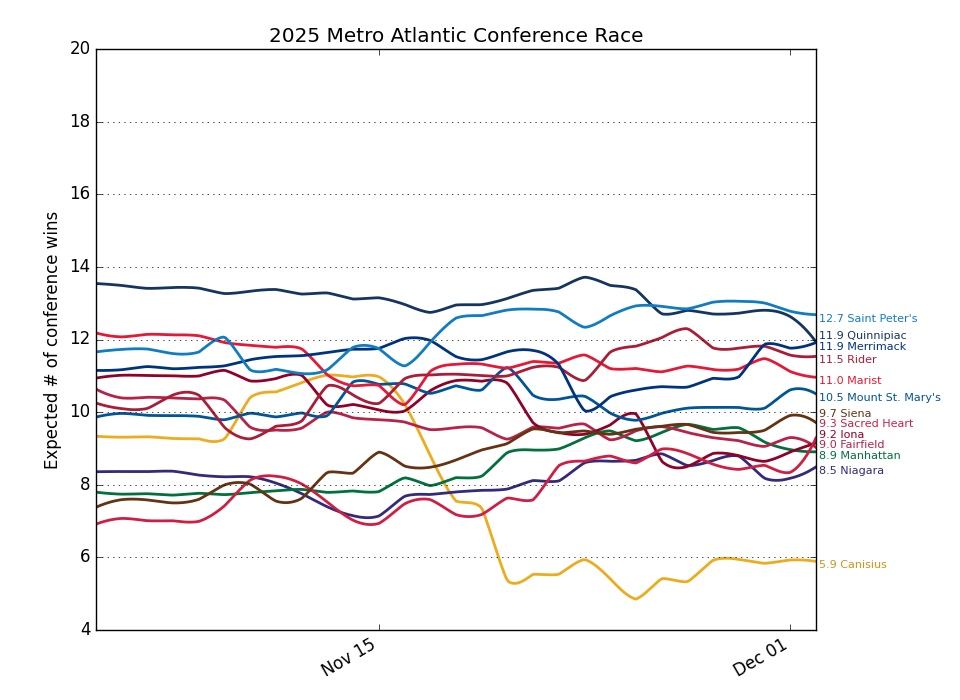 2025 Metro Atlantic Conference Race
Expected # of conference wins
20
18
16
14
12
10
8
6
4
Nov 15
Dec 01
12.7 Saint Peter's
11.9 Quinnipiac
11.9 Merrimack
11.5 Rider
11.0 Marist
10.5 Mount St. Mary's
9.7 Siena
9.3 Sacred Heart
9.2 Iona
9.0 Fairfield
8.9 Manhattan
8.5 Niagara
5.9 Canisius